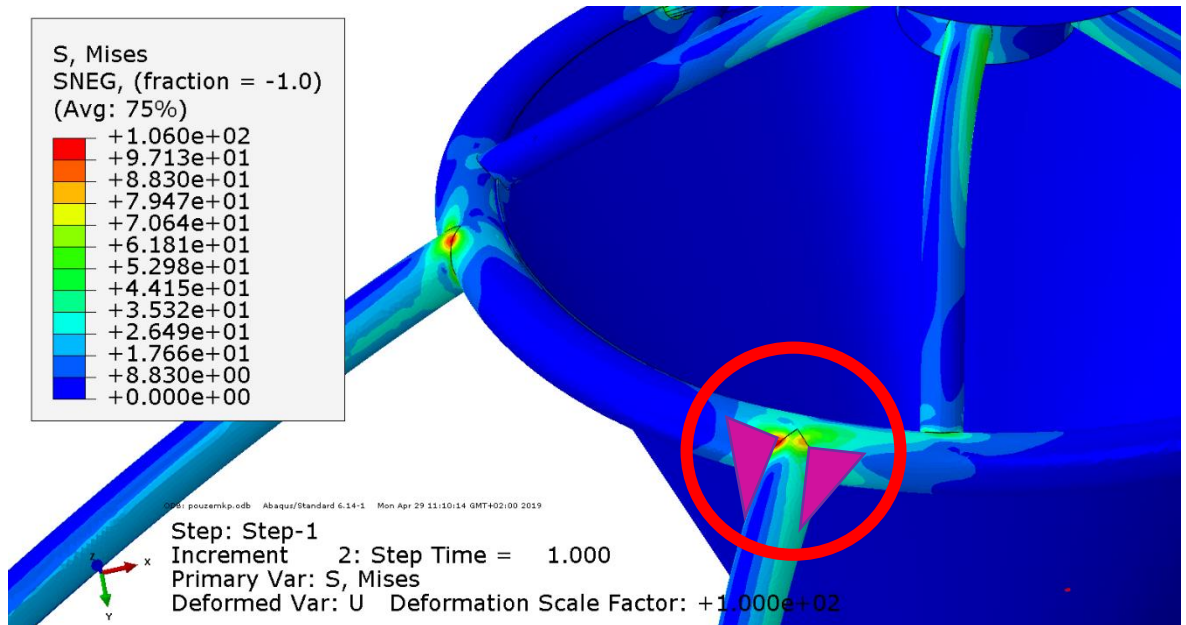 S, Mises
SNEG, (fraction = -1.0)
(Avg: 75%)
+1.060e+02
+9.713e+01
+8.830e+01
+7.947e+01
+7.064e+01
+6.181e+01
+5.298e+01
+4.415e+01
+3.532e+01
+2.649e+01
+1.766e+01
+8.830e+00
+0.000e+00
ODB: pouzemkp.odb Abaqus/Standard 6.14-1 Mon Apr 29 11:10:14 GMT+02:00 2019
Step: Step-1
Increment 2: Step Time = 1.000
Primary Var: S, Mises
Deformed Var: U Deformation Scale Factor: +1.000e+02
Z
X
Y